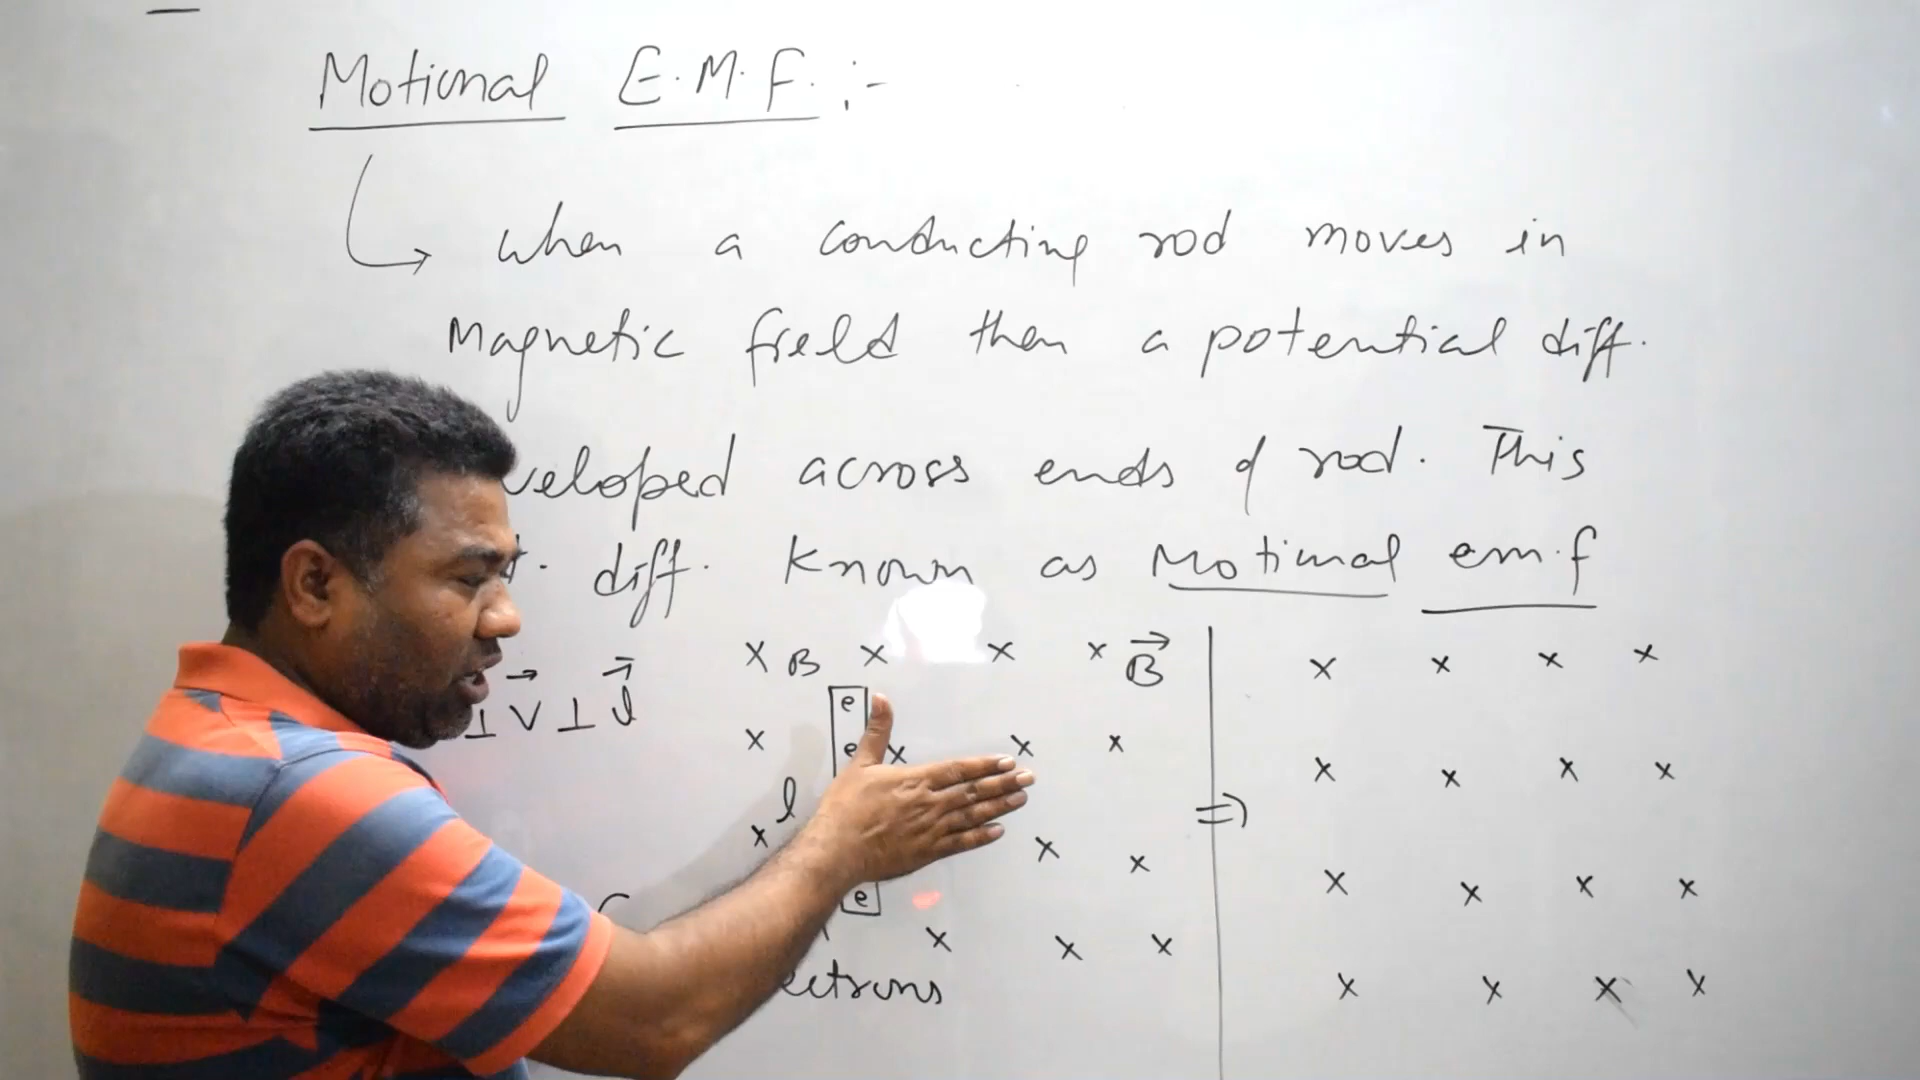 Motional E.M.F. :-
when a conducting rod moves in
Magnetic field then a potential diff.
veloped across ends of rod. This
t. diff. Known as Motional em.f
⊥ V ⊥ l
x B x x x B x x x x
e
x e x x x x x x x
l
x x x => x x x x
e
x x x x x x x
ectrons